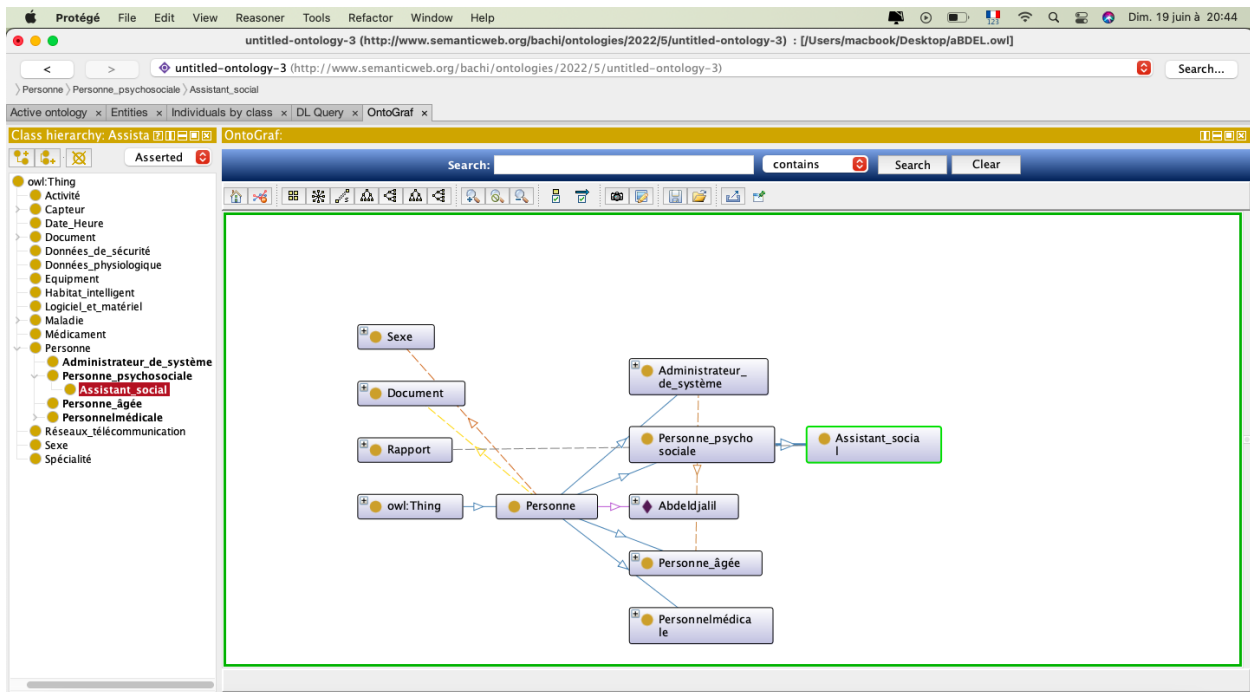 Protégé File Edit View Reasoner Tools Refactor Window Help
123
Dim. 19 juin à 20:44
untitled-ontology-3 (http://www.semanticweb.org/bachi/ontologies/2022/5/untitled-ontology-3) : [/Users/macbook/Desktop/aBDEL.owl]
< > untitled-ontology-3 (http://www.semanticweb.org/bachi/ontologies/2022/5/untitled-ontology-3) Search...
Personne Personne_psychosociale Assistant_social
Active ontology × Entities × Individuals by class × DL Query × OntoGraf ×
Class hierarchy: Assista
Asserted
owl:Thing
Activité
Capteur
Date_Heure
Document
Données_de_sécurité
Données_physiologique
Equipment
Habitat_intelligent
Logiciel_et_matériel
Maladie
Médicament
Personne
Administrateur_de_système
Personne_psychosociale
Assistant_social
Personne_âgée
Personnelmédicale
Réseaux_télécommunication
Sexe
Spécialité
OntoGraf:
Search: contains Search Clear
Sexe
Document
Rapport
owl:Thing
Personne
Administrateur_
de_système
Personne_psycho
sociale
Abdeldjalil
Personne_âgée
Personnelmédica
le
Assistant_socia
l